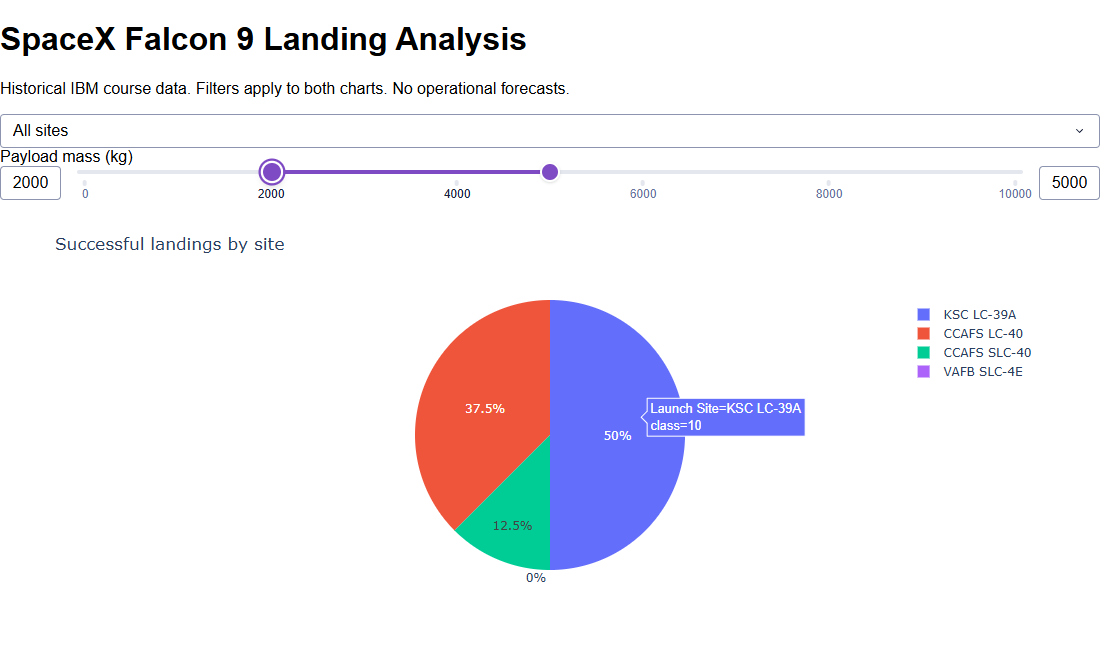 SpaceX Falcon 9 Landing Analysis
Historical IBM course data. Filters apply to both charts. No operational forecasts.
All sites
Payload mass (kg)
2000
0 2000 4000 6000 8000 10000
5000
Successful landings by site
KSC LC-39A
CCAFS LC-40
CCAFS SLC-40
VAFB SLC-4E
37.5%
Launch Site=KSC LC-39A
class=10
50%
12.5%
0%